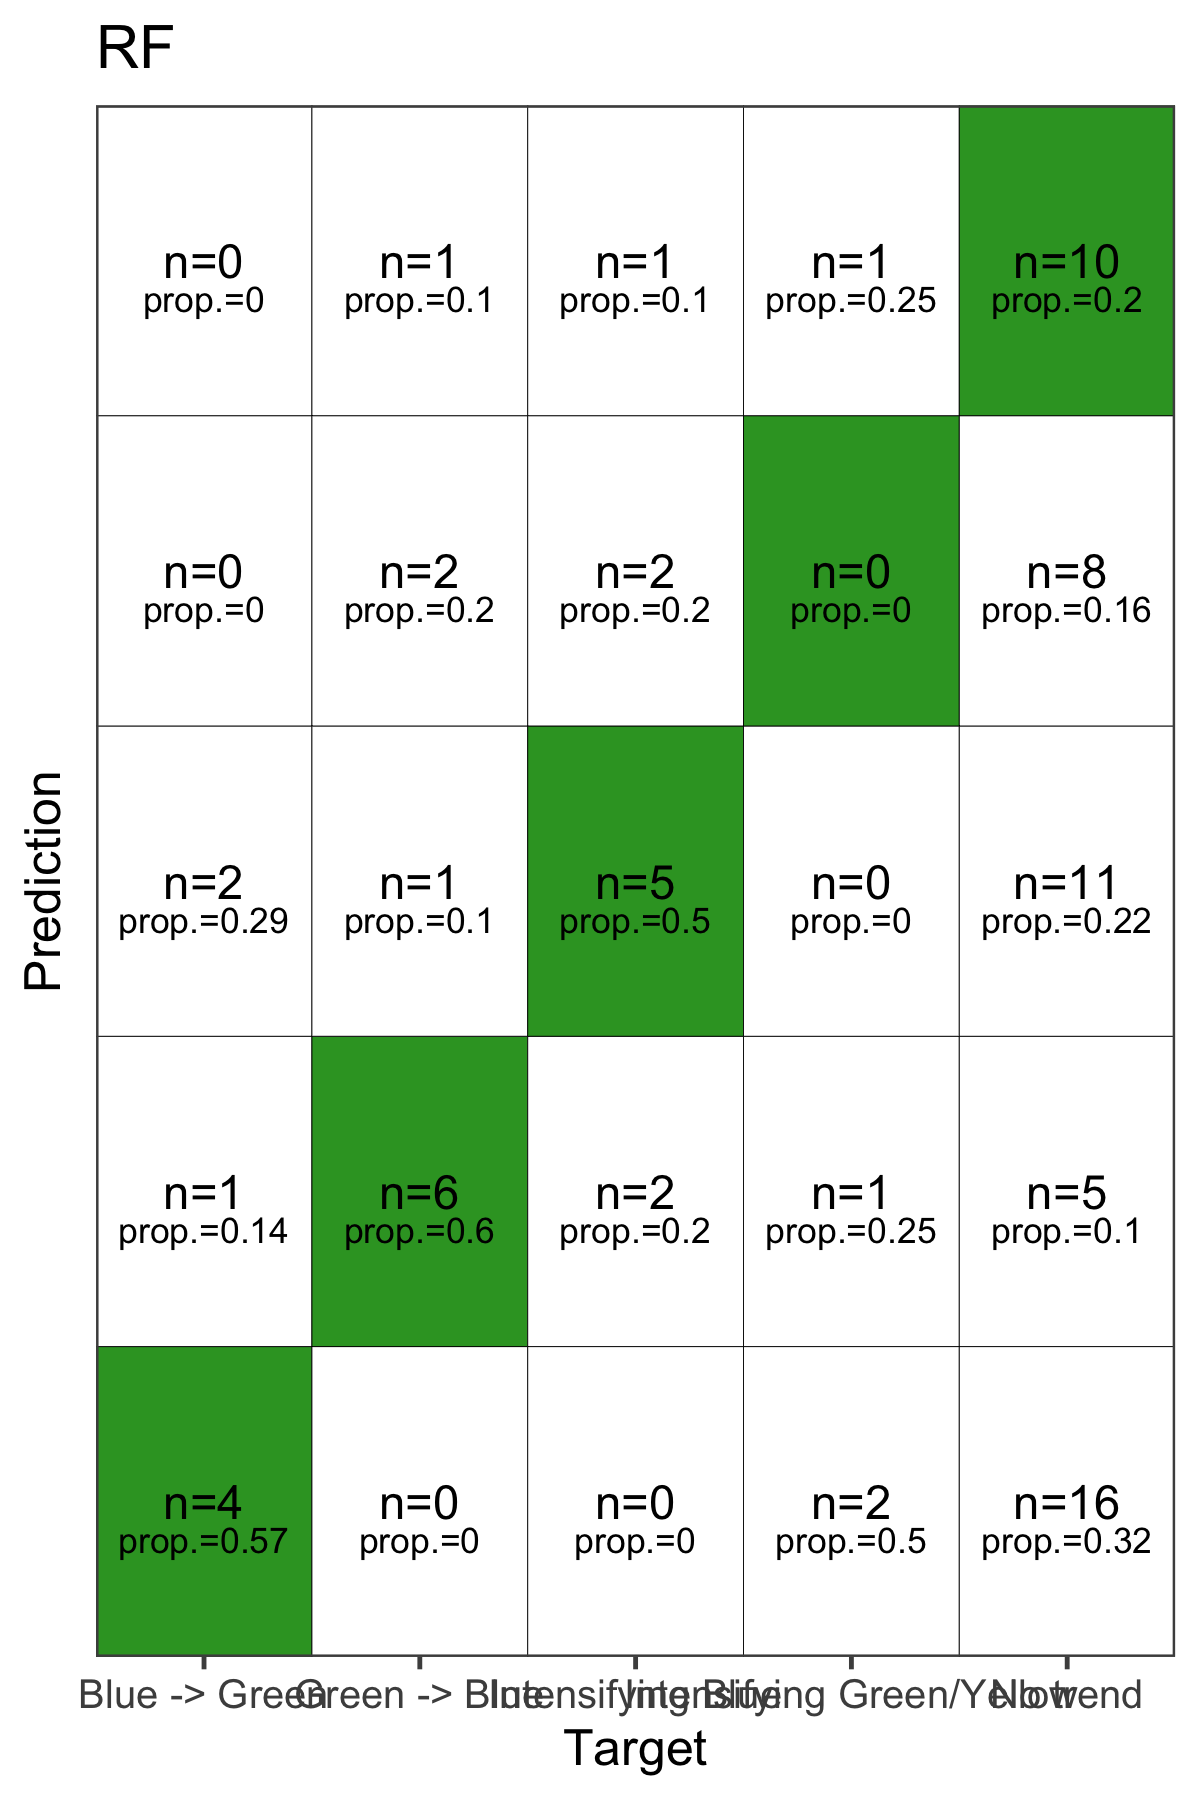 RF
n=0 n=1 n=1 n=1 n=10
prop.=0 prop.=0.1 prop.=0.1 prop.=0.25 prop.=0.2
n=0 n=2 n=2 n=0 n=8
prop.=0 prop.=0.2 prop.=0.2 prop.=0 prop.=0.16
n=2 n=1 n=5 n=0 n=11
prop.=0.29 prop.=0.1 prop.=0.5 prop.=0 prop.=0.22
n=1 n=6 n=2 n=1 n=5
prop.=0.14 prop.=0.6 prop.=0.2 prop.=0.25 prop.=0.1
n=4 n=0 n=0 n=2 n=16
prop.=0.57 prop.=0 prop.=0 prop.=0.5 prop.=0.32
Prediction
Blue -> Green Green -> Blue Intensifying Blue Intensifying Green/Yellow No trend
Target